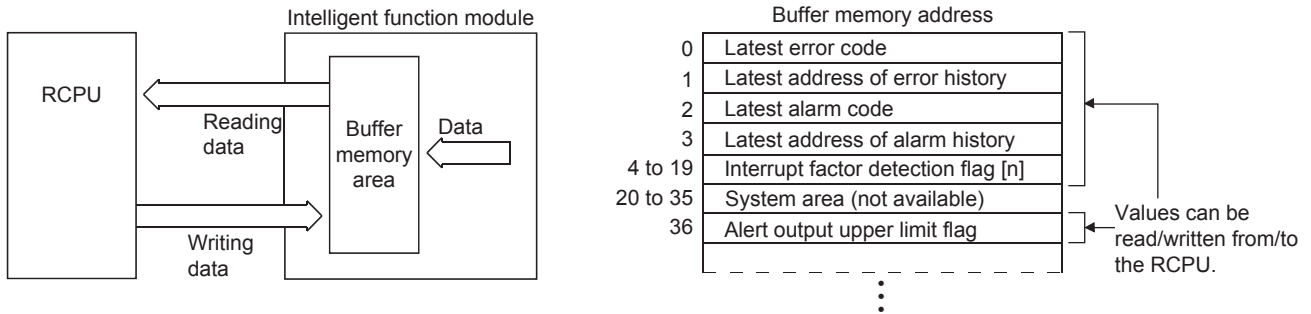 Intelligent function module
RCPU
Reading
data
Buffer
memory
area
Data
Writing
data
Buffer memory address
0 Latest error code
1 Latest address of error history
2 Latest alarm code
3 Latest address of alarm history
4 to 19 Interrupt factor detection flag [n]
20 to 35 System area (not available)
36 Alert output upper limit flag
Values can be
read/written from/to
the RCPU.